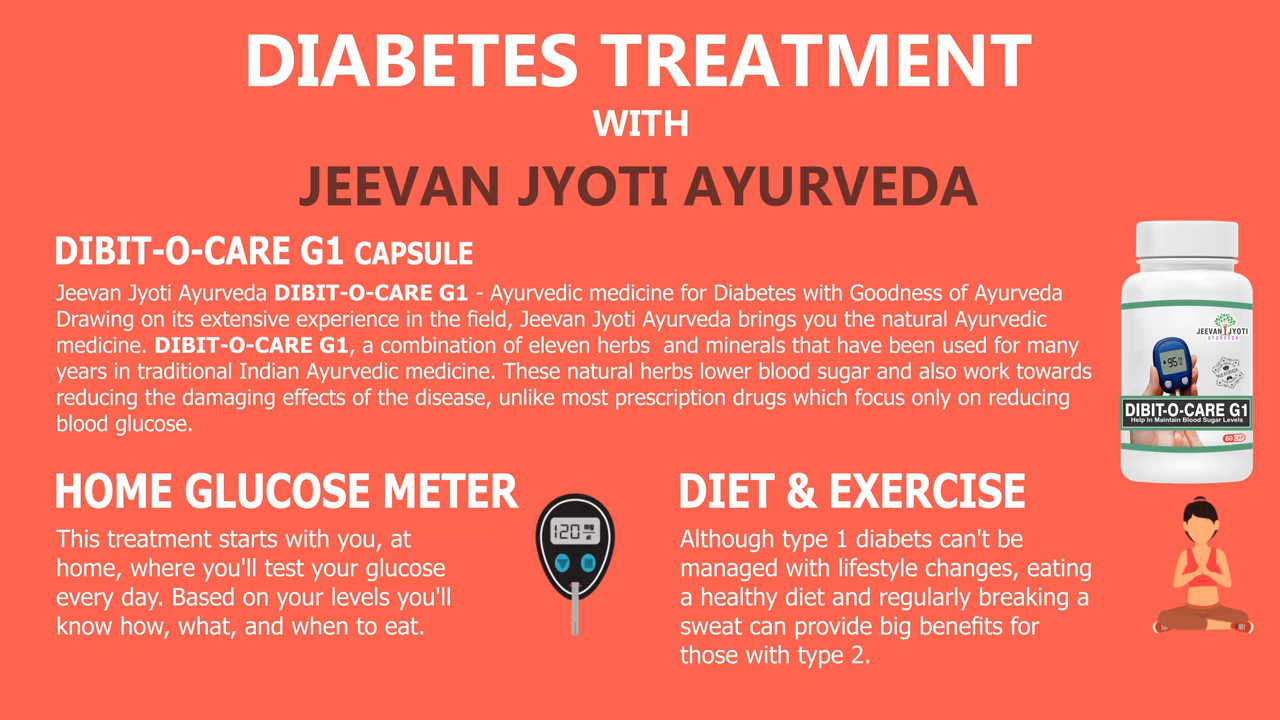 DIABETES TREATMENT
WITH
JEEVAN JYOTI AYURVEDA
DIBIT-O-CARE G1 CAPSULE
Jeevan Jyoti Ayurveda DIBIT-O-CARE G1 - Ayurvedic medicine for Diabetes with Goodness of Ayurveda
Drawing on its extensive experience in the field, Jeevan Jyoti Ayurveda brings you the natural Ayurvedic
medicine. DIBIT-O-CARE G1, a combination of eleven herbs and minerals that have been used for many
years in traditional Indian Ayurvedic medicine. These natural herbs lower blood sugar and also work towards
reducing the damaging effects of the disease, unlike most prescription drugs which focus only on reducing
blood glucose.
JEEVAN JYOTI
AYURVEDA
95
DIBIT-O-CARE G1
Help In Maintain Blood Sugar Levels
60 CAP
HOME GLUCOSE METER
This treatment starts with you, at
home, where you'll test your glucose
every day. Based on your levels you'll
know how, what, and when to eat.
120
DIET & EXERCISE
Although type 1 diabets can't be
managed with lifestyle changes, eating
a healthy diet and regularly breaking a
sweat can provide big benefits for
those with type 2.